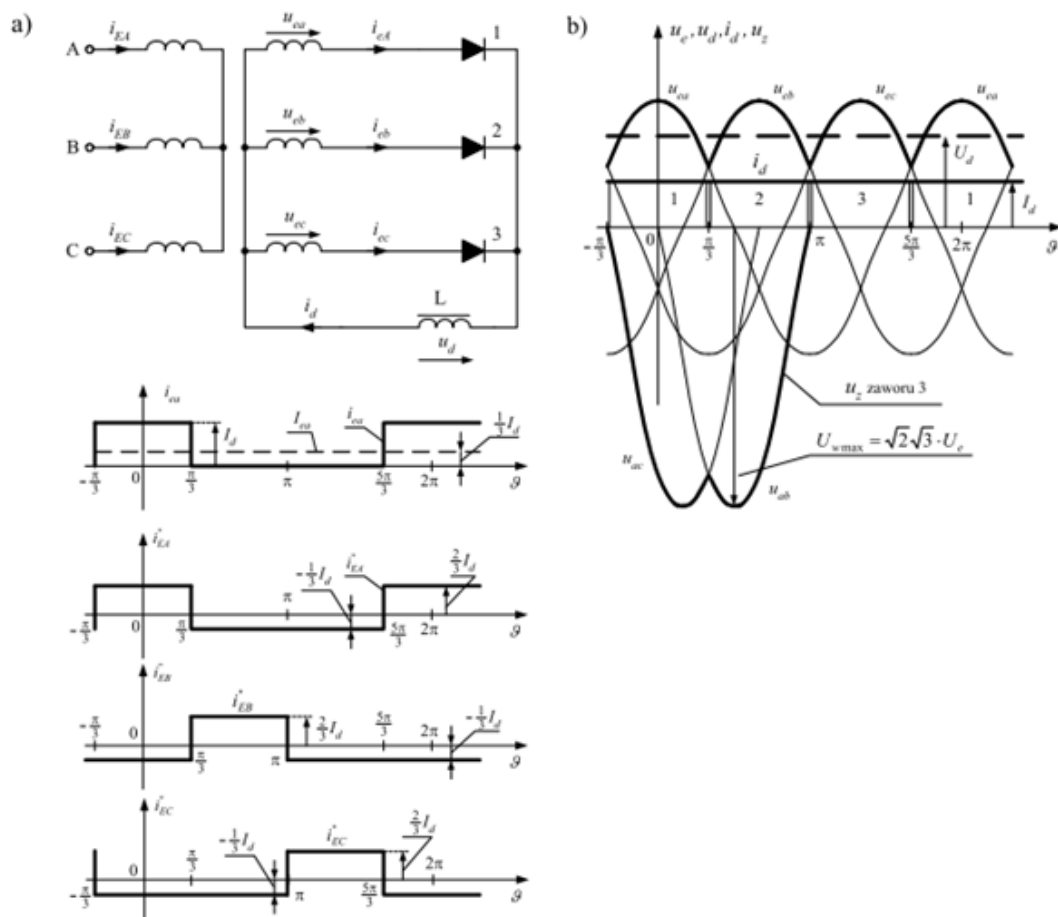 a)
A
i_EA
u_ea
i_eA
1
B
i_EB
u_eb
i_eb
2
C
i_EC
u_ec
i_ec
3
i_d
L
u_d
i_ea
I_d
I_ea
i_ea
1/3 I_d
-π/3
0
π/3
π
5π/3
2π
ϑ
i*_EA
-1/3 I_d
i*_EA
2/3 I_d
π
-π/3
0
π/3
5π/3
2π
ϑ
i*_EB
-π/3
0
i*_EB
2/3 I_d
5π/3
2π
-1/3 I_d
π/3
π
ϑ
i*_EC
0
π/3
-1/3 I_d
i*_EC
2/3 I_d
2π
-π/3
π
5π/3
ϑ
b)
u_e, u_d, i_d, u_z
u_ea
u_eb
u_ec
u_ea
i_d
U_d
1
2
3
1
I_d
-π/3
0
π/3
π
5π/3
2π
ϑ
u_z zaworu 3
U_wmax = √2√3·U_e
u_ac
u_ab